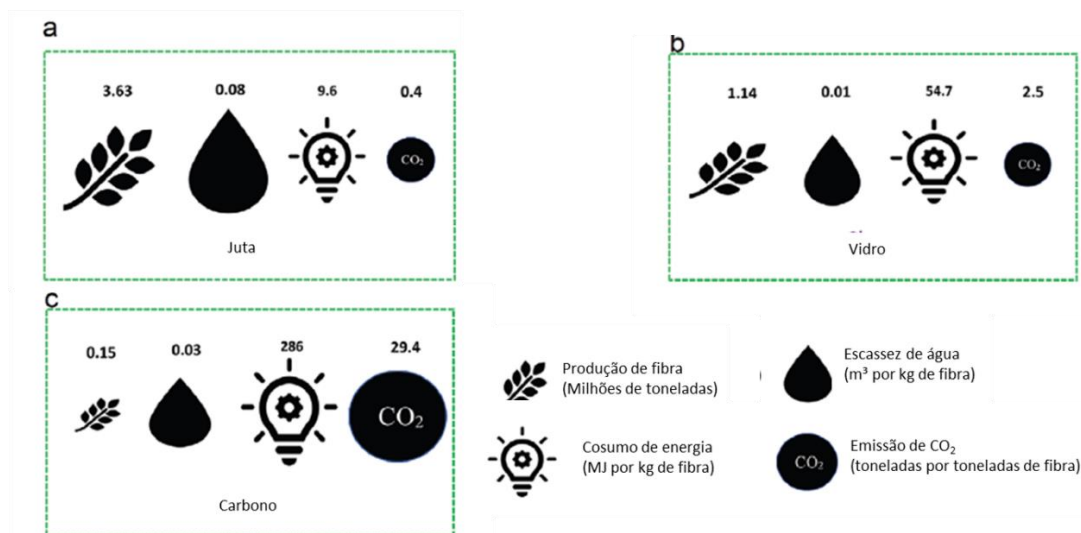 a
3.63 0.08 9.6 0.4
CO₂
Juta
b
1.14 0.01 54.7 2.5
CO₂
Vidro
c
0.15 0.03 286 29.4
CO₂
Carbono
Produção de fibra
(Milhões de toneladas)
Escassez de água
(m³ por kg de fibra)
Cosumo de energia
(MJ por kg de fibra)
CO₂
Emissão de CO₂
(toneladas por toneladas de fibra)